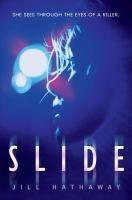 SHE SEES THROUGH THE EYES OF A KILLER.
SLIDE
JILL HATHAWAY